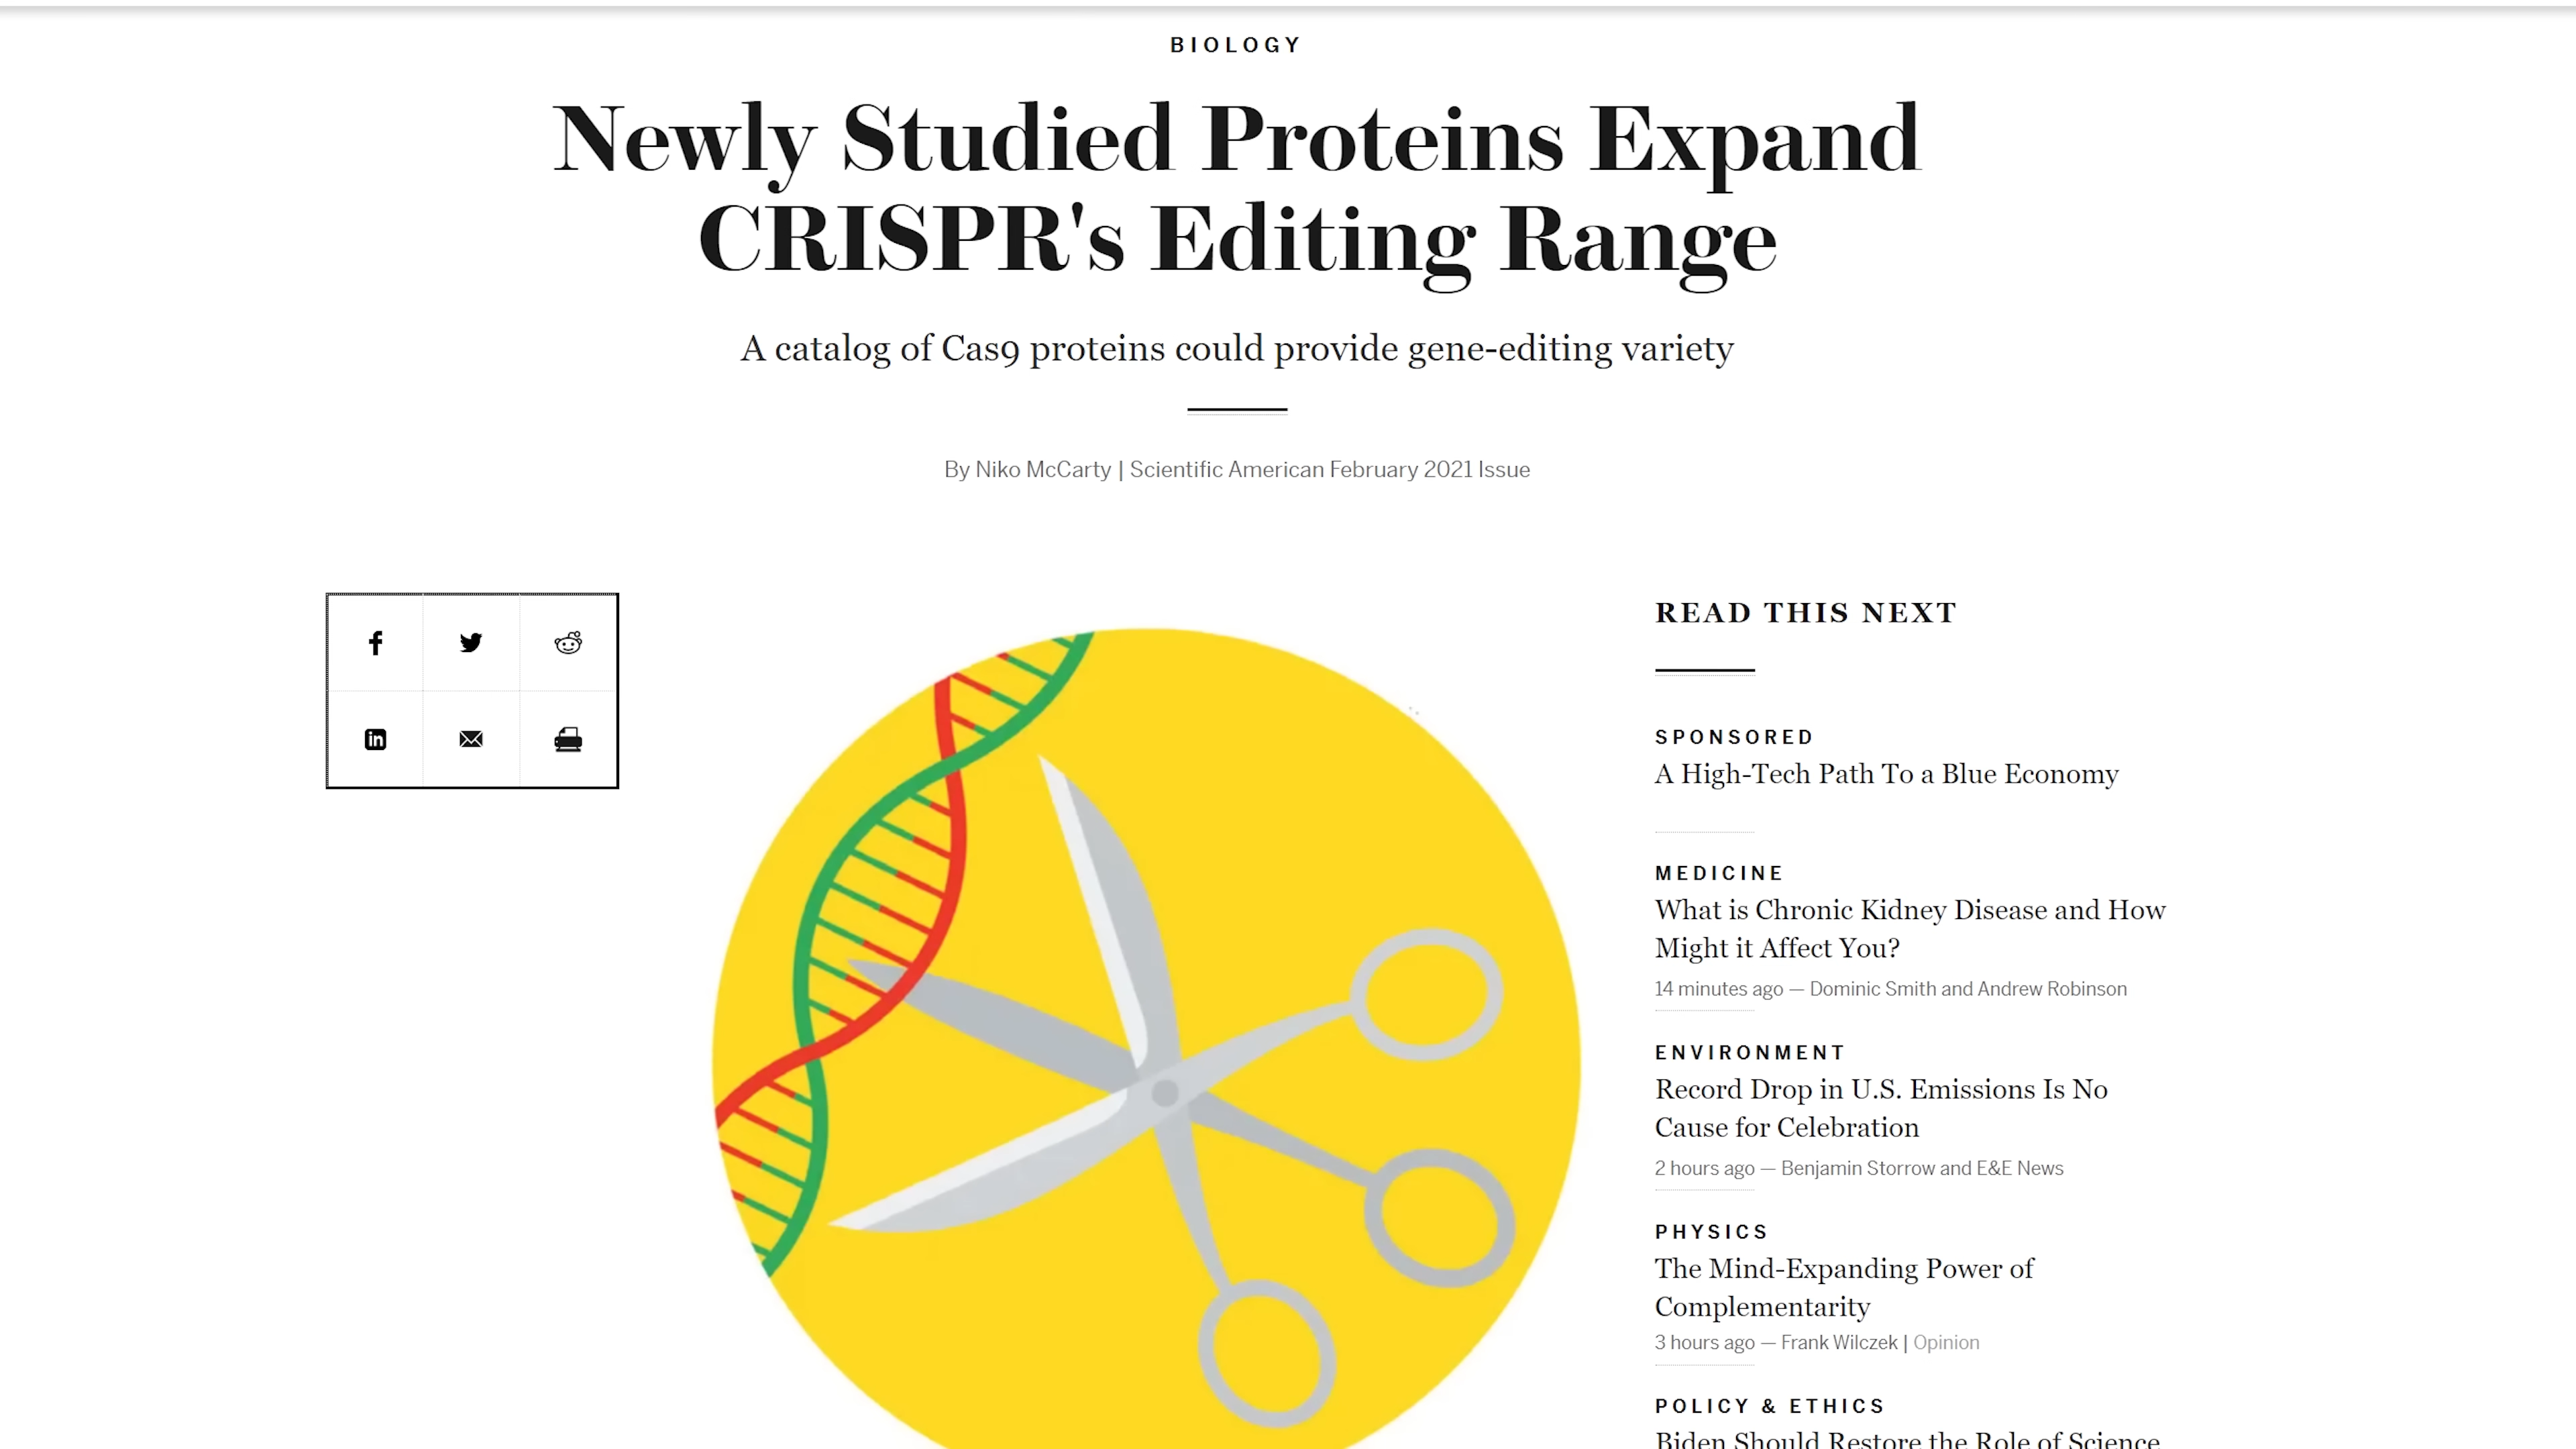 BIOLOGY
Newly Studied Proteins Expand
CRISPR's Editing Range
A catalog of Cas9 proteins could provide gene-editing variety
By Niko McCarty | Scientific American February 2021 Issue
f
in
READ THIS NEXT
SPONSORED
A High-Tech Path To a Blue Economy
MEDICINE
What is Chronic Kidney Disease and How
Might it Affect You?
14 minutes ago — Dominic Smith and Andrew Robinson
ENVIRONMENT
Record Drop in U.S. Emissions Is No
Cause for Celebration
2 hours ago — Benjamin Storrow and E&E News
PHYSICS
The Mind-Expanding Power of
Complementarity
3 hours ago — Frank Wilczek | Opinion
POLICY & ETHICS
Biden Should Restore the Role of Science